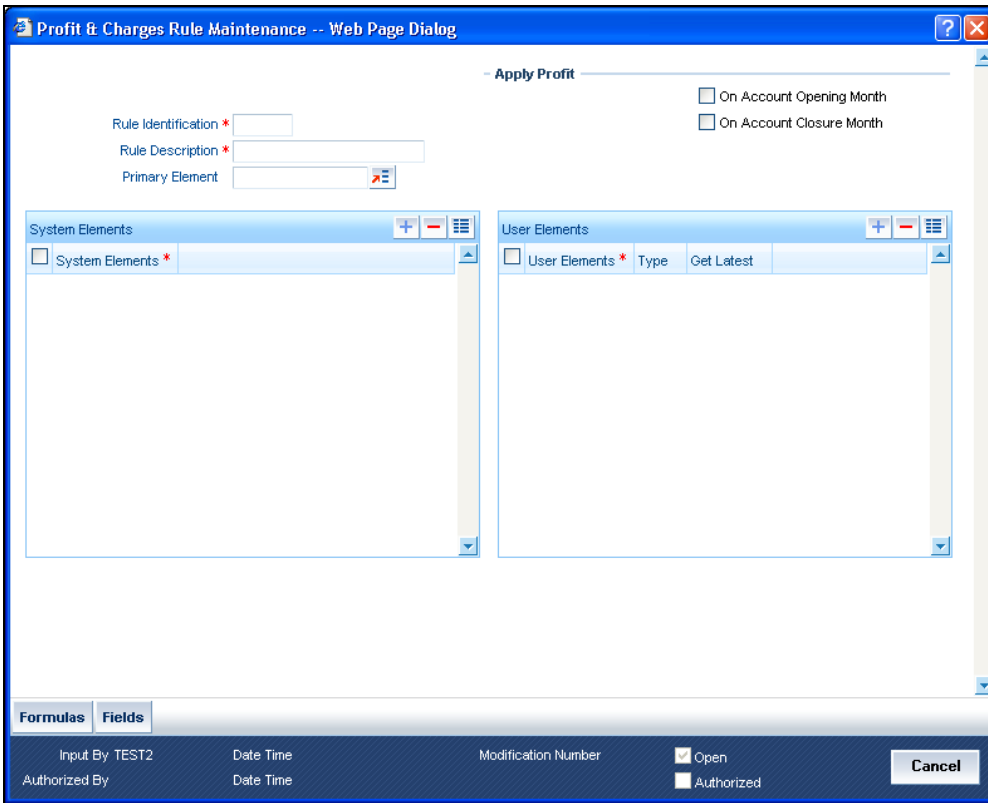 Profit & Charges Rule Maintenance -- Web Page Dialog
?
Apply Profit
On Account Opening Month
Rule Identification *
On Account Closure Month
Rule Description *
Primary Element
System Elements
User Elements
System Elements *
User Elements * Type Get Latest
Formulas Fields
Input By TEST2 Date Time Modification Number Open
Cancel
Authorized By Date Time Authorized